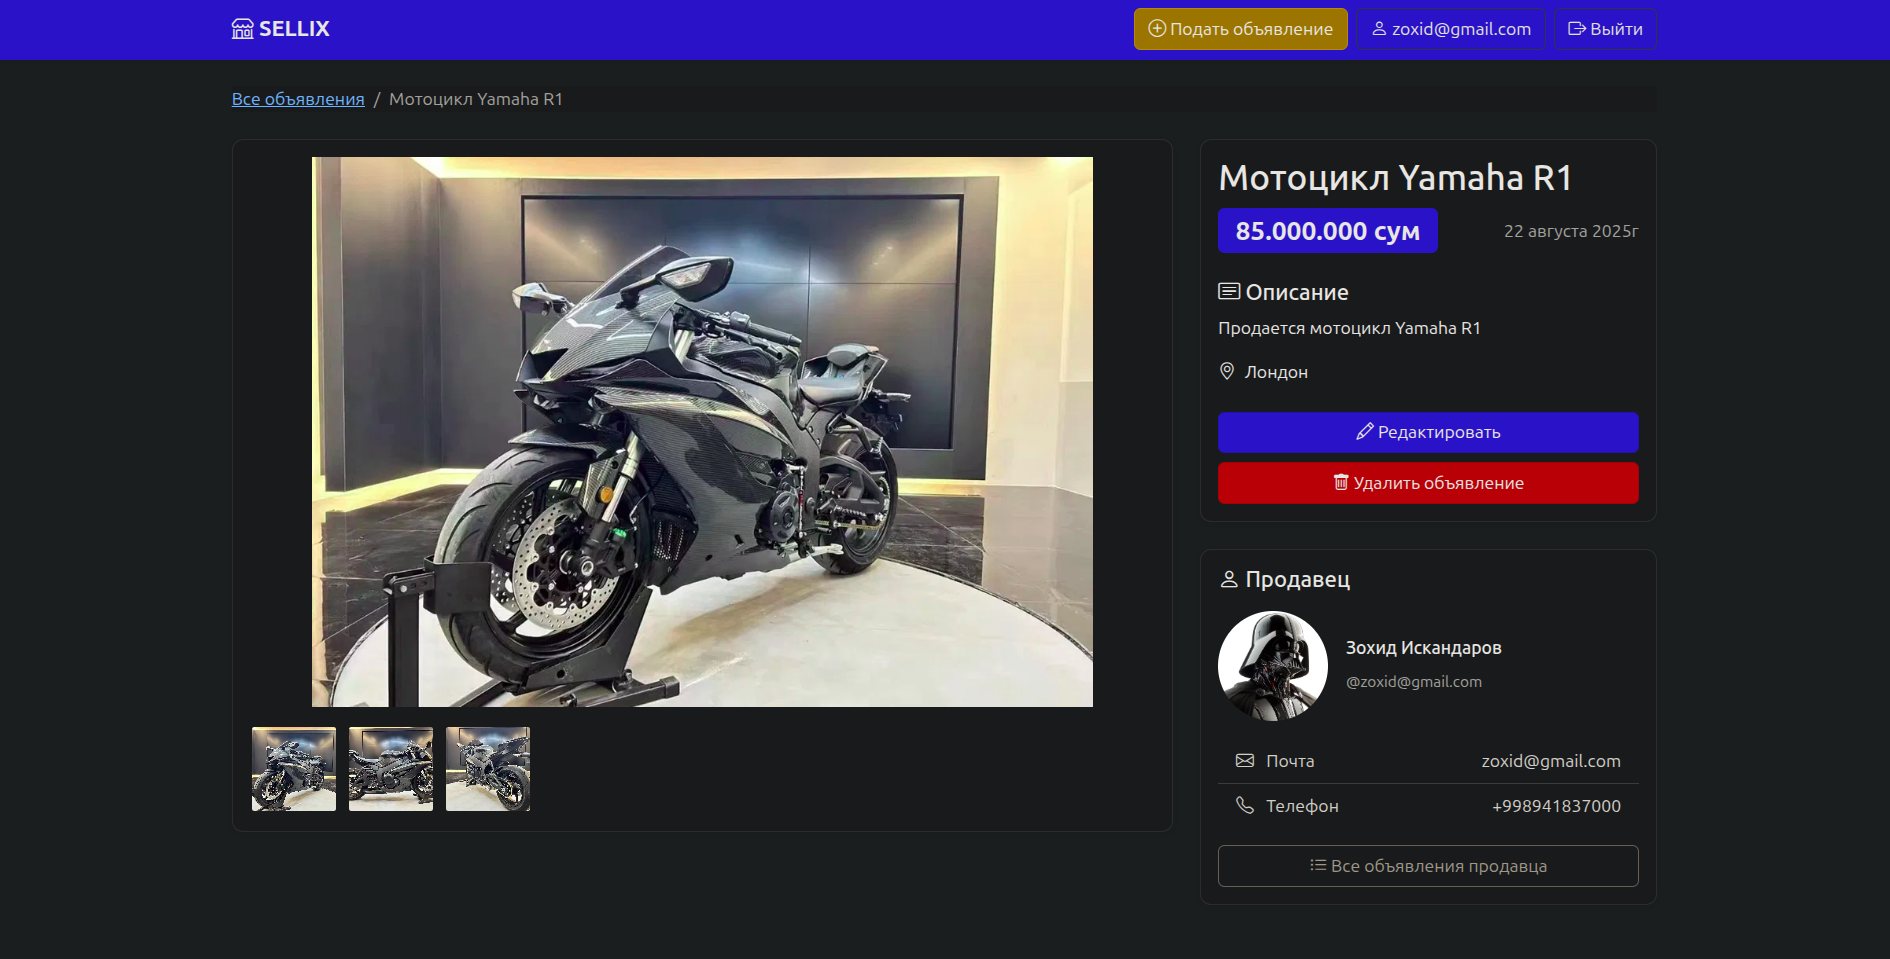 SELLIX
Подать объявление
zoxid@gmail.com
Выйти
Все объявления / Мотоцикл Yamaha R1
Мотоцикл Yamaha R1
85.000.000 сум
22 августа 2025г
Описание
Продается мотоцикл Yamaha R1
Лондон
Редактировать
Удалить объявление
Продавец
Зохид Искандаров
@zoxid@gmail.com
Почта zoxid@gmail.com
Телефон +998941837000
Все объявления продавца